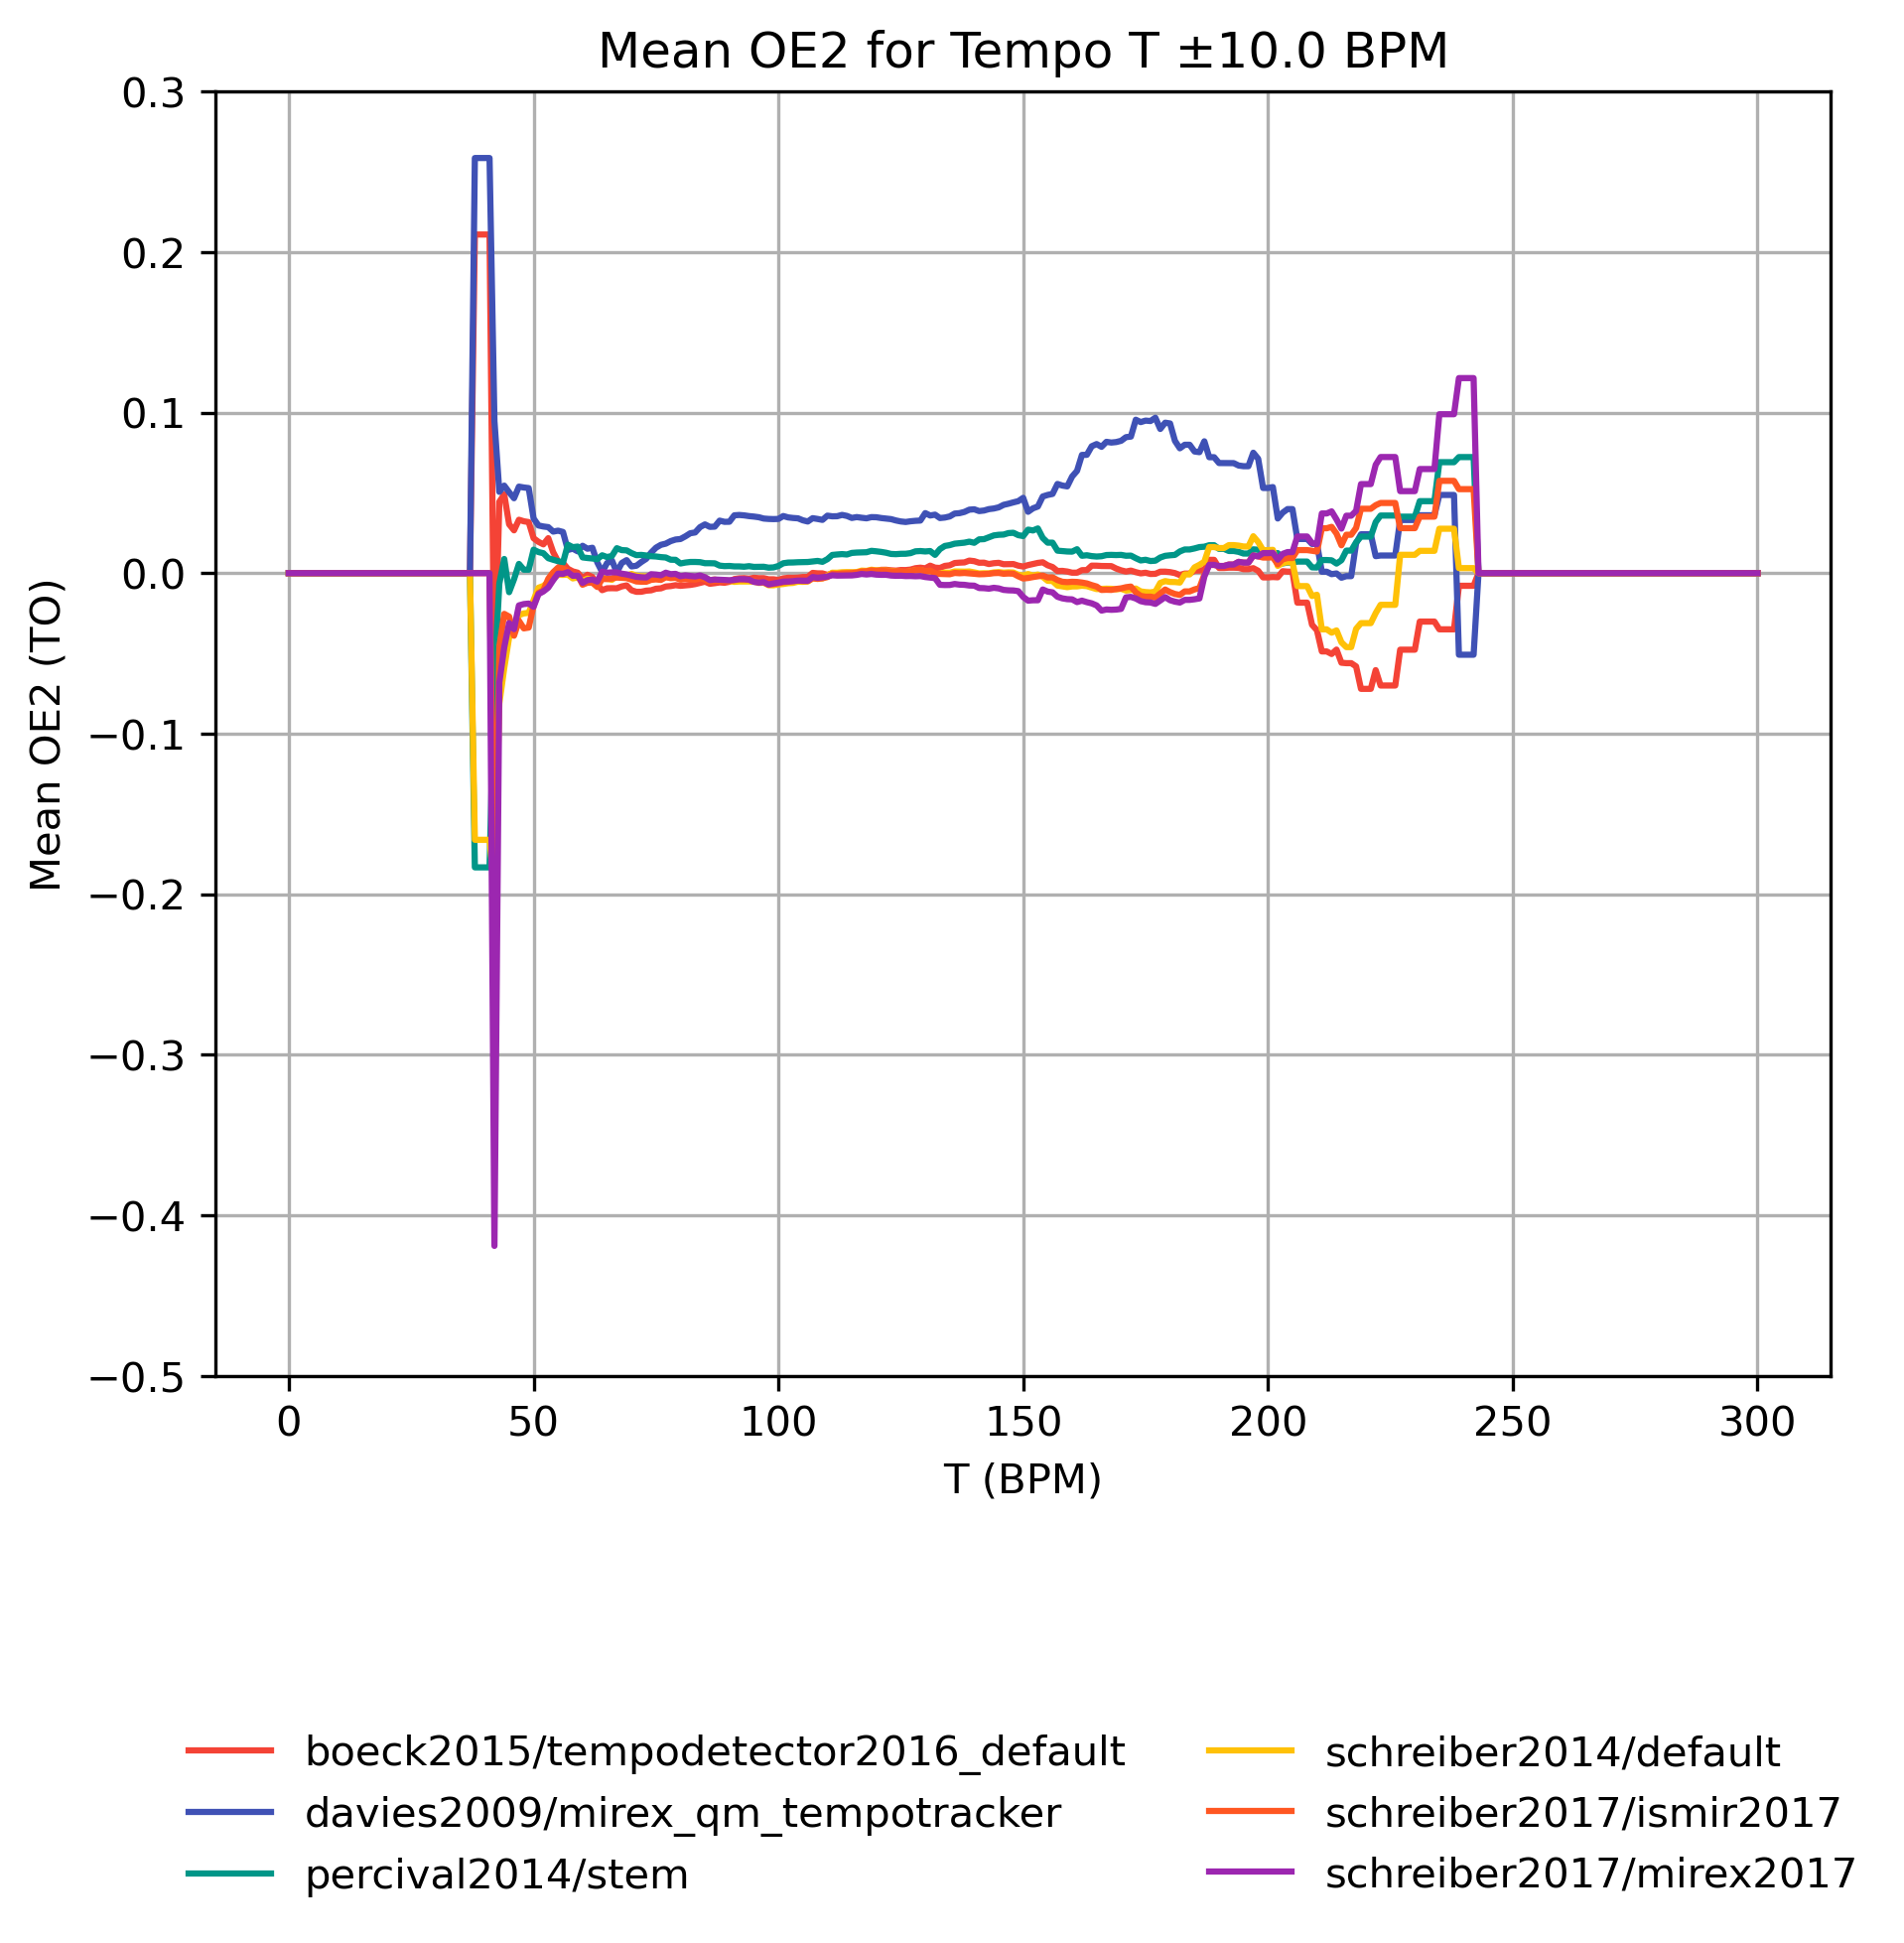 Mean OE2 for Tempo T ±10.0 BPM
0.3
0.2
0.1
0.0
−0.1
−0.2
−0.3
−0.4
−0.5
Mean OE2 (TO)
0 50 100 150 200 250 300
T (BPM)
boeck2015/tempodetector2016_default
davies2009/mirex_qm_tempotracker
percival2014/stem
schreiber2014/default
schreiber2017/ismir2017
schreiber2017/mirex2017